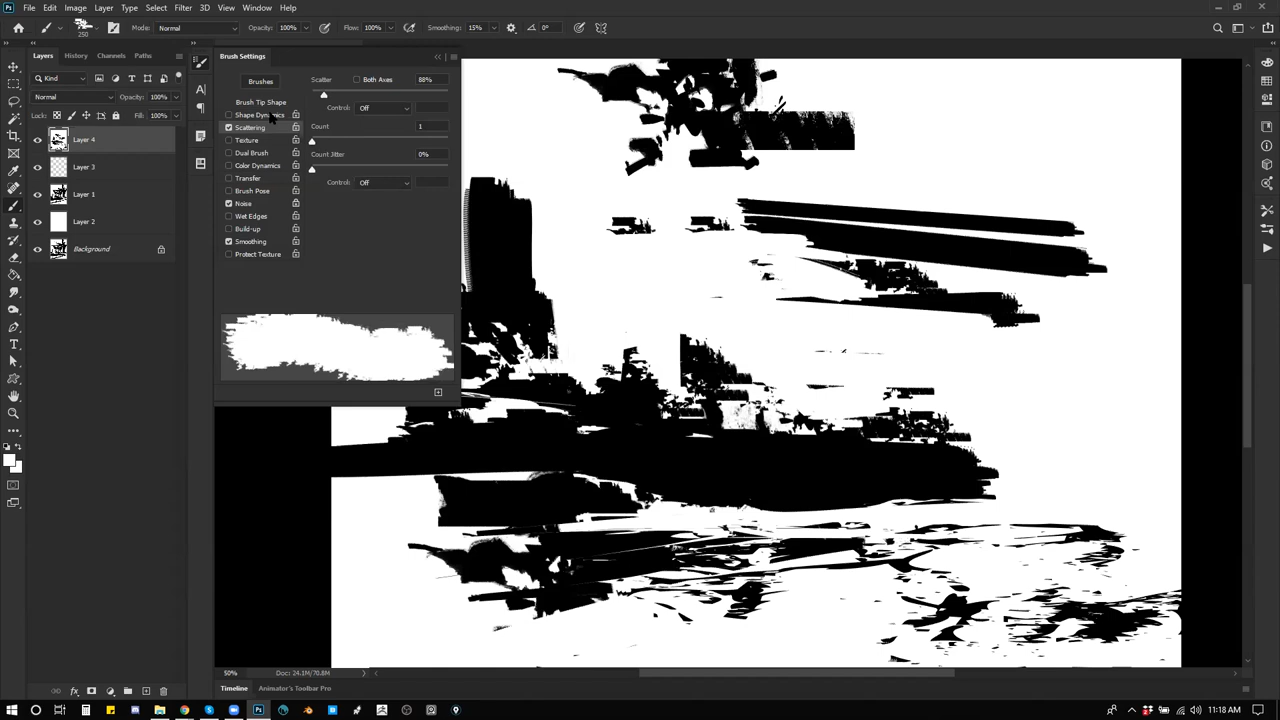 Ps File Edit Image Layer Type Select Filter 3D View Window Help
250 Mode: Normal Opacity: 100% Flow: 100% Smoothing: 15% 0°
Layers History Channels Paths
Kind
Normal Opacity: 100%
Locks: Fill: 100%
Layer 4
Layer 3
Layer 1
Layer 2
Background
Brush Settings
Brushes
Brush Tip Shape
Shape Dynamics
Scattering
Texture
Dual Brush
Color Dynamics
Transfer
Brush Pose
Noise
Wet Edges
Build-up
Smoothing
Protect Texture
Scatter Both Axes 88%
Control: Off
Count 1
Count Jitter 0%
Control: Off
50% Doc: 24.1M/70.8M
Timeline Animator's Toolbar Pro
11:18 AM